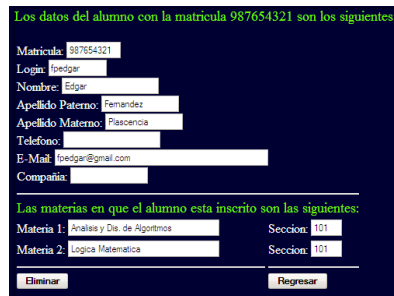 Los datos del alumno con la matricula 987654321 son los siguientes
Matricula: 987654321
Login: fpedgar
Nombre: Edgar
Apellido Paterno: Fernandez
Apellido Materno: Plascencia
Telefono:
E-Mail: fpedgar@gmail.com
Compañia:
Las materias en que el alumno esta inscrito son las siguientes:
Materia 1: Analisis y Dis. de Algoritmos Seccion: 101
Materia 2: Logica Matematica Seccion: 101
Eliminar Regresar